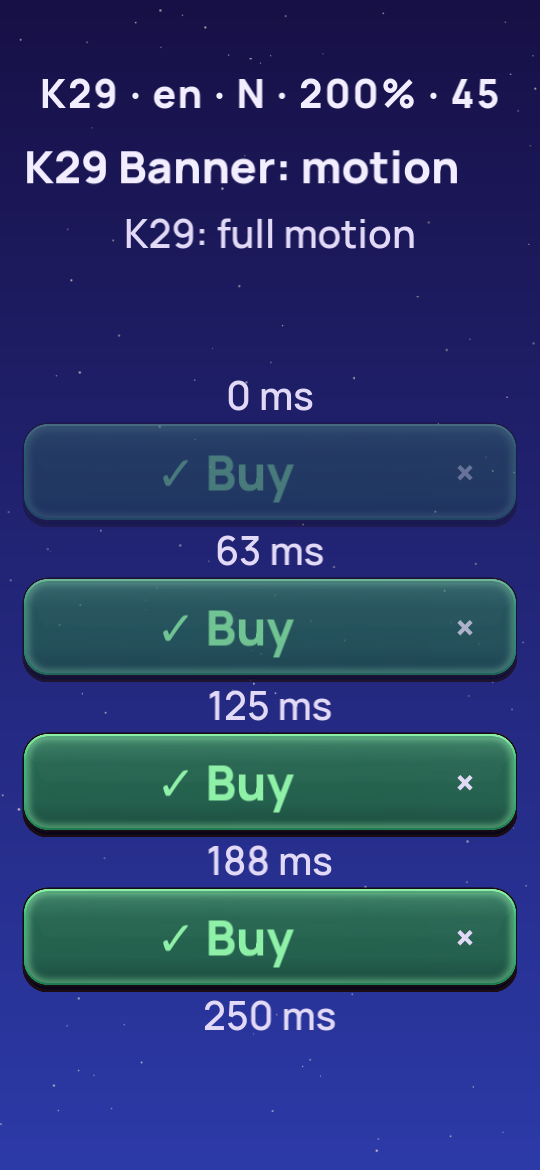 K29 · en · N · 200% · 45
K29 Banner: motion
K29: full motion
0 ms
✓ Buy ×
63 ms
✓ Buy ×
125 ms
✓ Buy ×
188 ms
✓ Buy ×
250 ms